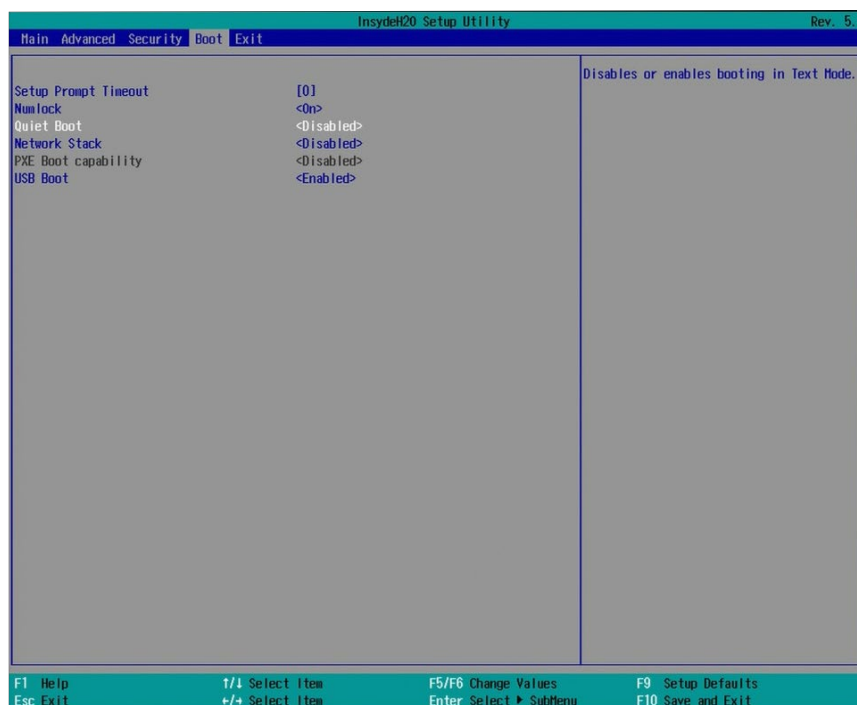 InsydeH20 Setup Utility Rev. 5.
Main Advanced Security Boot Exit
Disables or enables booting in Text Mode.
Setup Prompt Timeout [0]
Numlock <On>
Quiet Boot <Disabled>
Network Stack <Disabled>
PXE Boot capability <Disabled>
USB Boot <Enabled>
F1 Help ↑/↓ Select Item F5/F6 Change Values F9 Setup Defaults
Esc Exit ←/→ Select Item Enter Select ▶ SubMenu F10 Save and Exit